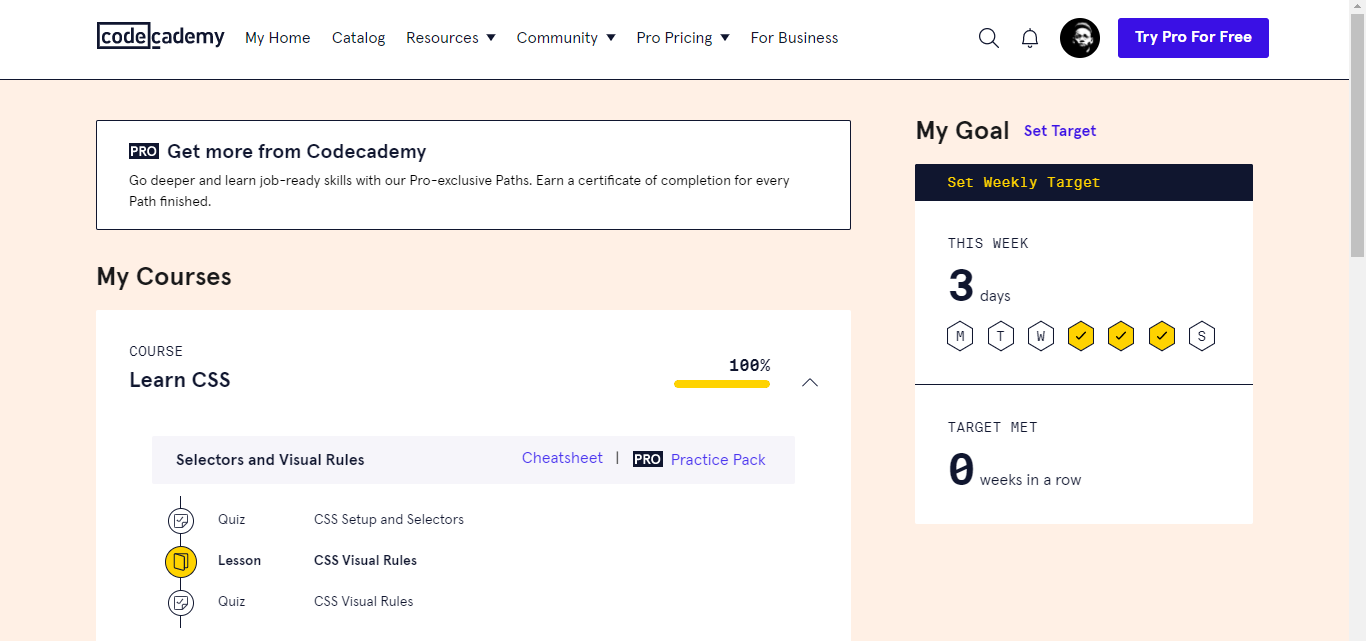 codecademy My Home Catalog Resources Community Pro Pricing For Business Try Pro For Free
PRO Get more from Codecademy
Go deeper and learn job-ready skills with our Pro-exclusive Paths. Earn a certificate of completion for every
Path finished.
My Courses
COURSE
Learn CSS
100%
Selectors and Visual Rules Cheatsheet | PRO Practice Pack
Quiz CSS Setup and Selectors
Lesson CSS Visual Rules
Quiz CSS Visual Rules
My Goal Set Target
Set Weekly Target
THIS WEEK
3 days
M T W S
TARGET MET
0 weeks in a row